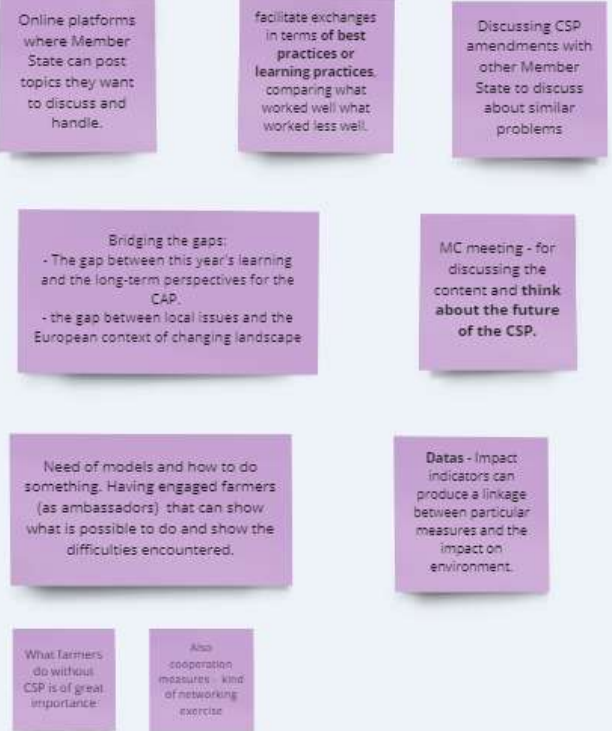 Online platforms
where Member
State can post
topics they want
to discuss and
handle.
facilitate exchanges
in terms of best
practices or
learning practices,
comparing what
worked well what
worked less well.
Discussing CSP
amendments with
other Member
State to discuss
about similar
problems
Bridging the gaps:
- The gap between this year's learning
and the long-term perspectives for the
CAP.
- the gap between local issues and the
European context of changing landscape
MC meeting - for
discussing the
content and think
about the future
of the CSP.
Need of models and how to do
something. Having engaged farmers
(as ambassadors) that can show
what is possible to do and show the
difficulties encountered.
Datas - Impact
indicators can
produce a linkage
between particular
measures and the
impact on
environment.
What farmers
do without
CSP is of great
importance
Also
cooperation
measures - kind
of networking
exercise